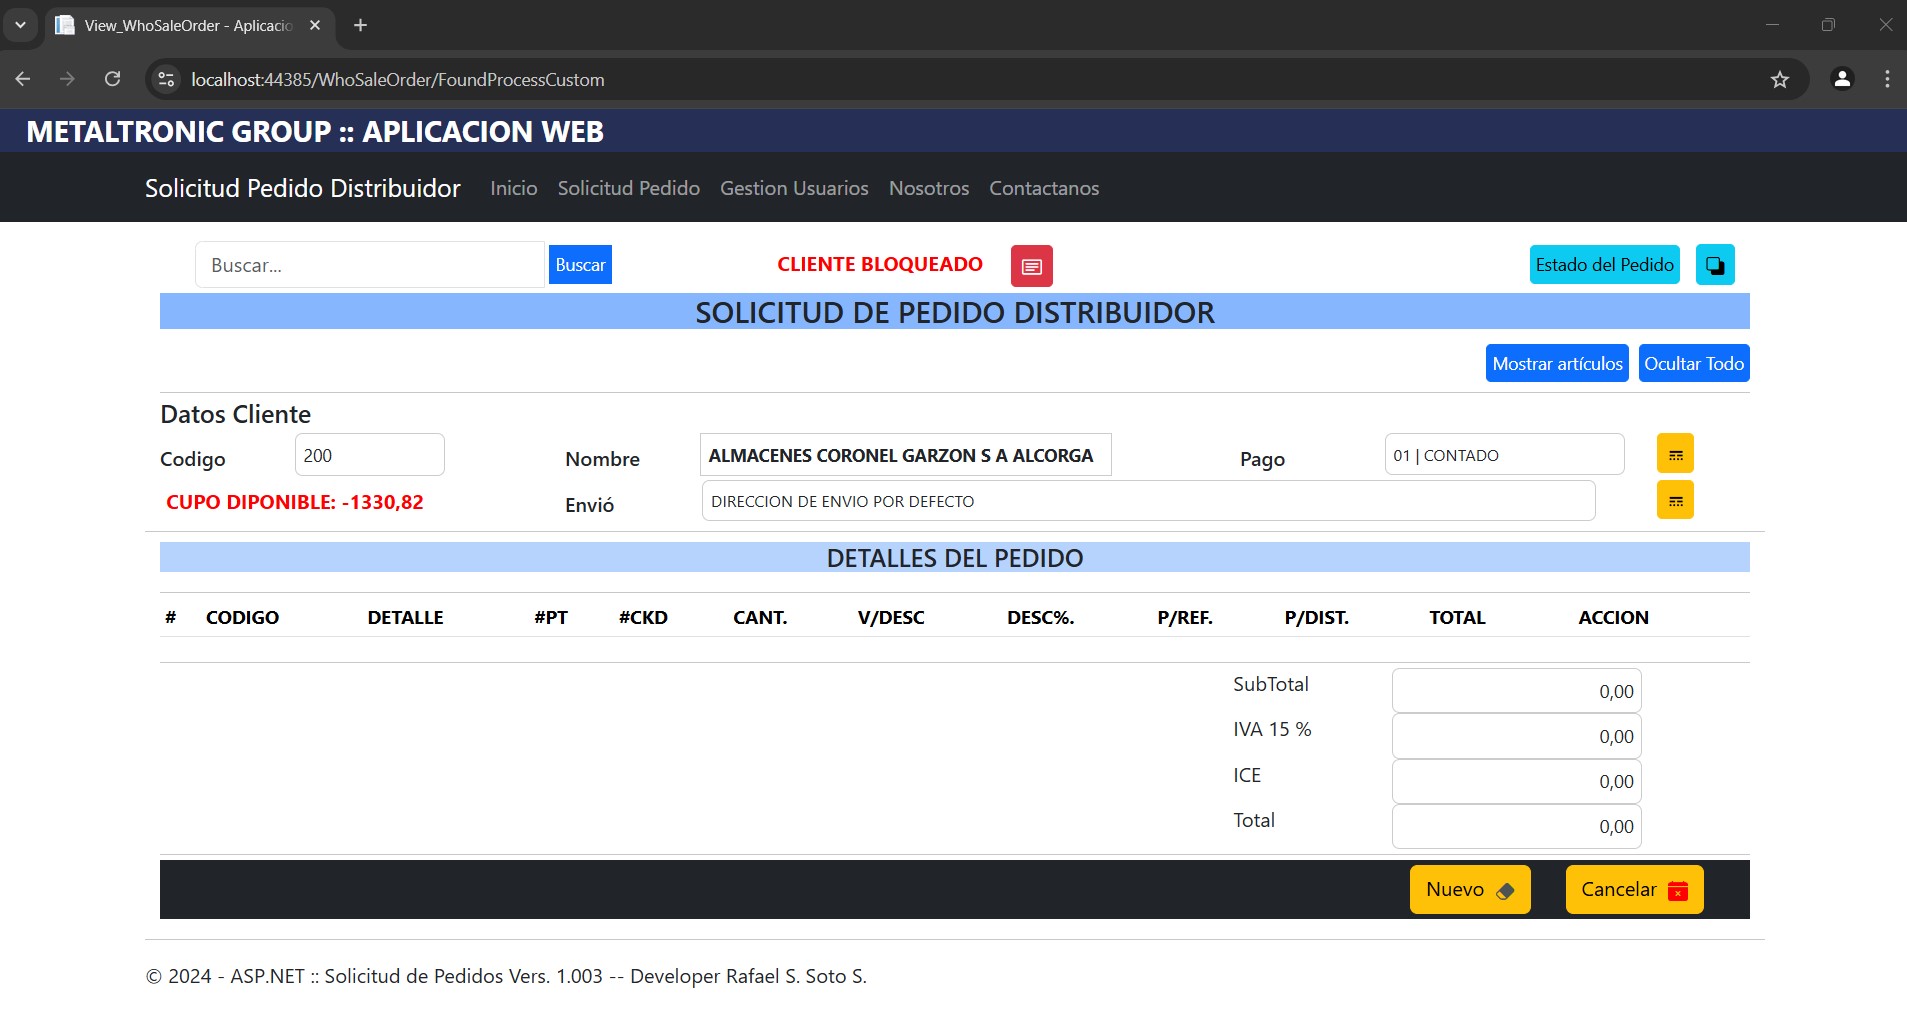 View_WhoSaleOrder - Aplicacio
localhost:44385/WhoSaleOrder/FoundProcessCustom
METALTRONIC GROUP :: APLICACION WEB
Solicitud Pedido Distribuidor Inicio Solicitud Pedido Gestion Usuarios Nosotros Contactanos
Buscar... Buscar CLIENTE BLOQUEADO Estado del Pedido
SOLICITUD DE PEDIDO DISTRIBUIDOR
Mostrar artículos Ocultar Todo
Datos Cliente
Codigo 200 Nombre ALMACENES CORONEL GARZON S A ALCORGA Pago 01 | CONTADO
CUPO DIPONIBLE: -1330,82 Envió DIRECCION DE ENVIO POR DEFECTO
DETALLES DEL PEDIDO
# CODIGO DETALLE #PT #CKD CANT. V/DESC DESC%. P/REF. P/DIST. TOTAL ACCION
SubTotal 0,00
IVA 15 % 0,00
ICE 0,00
Total 0,00
Nuevo Cancelar
© 2024 - ASP.NET :: Solicitud de Pedidos Vers. 1.003 -- Developer Rafael S. Soto S.